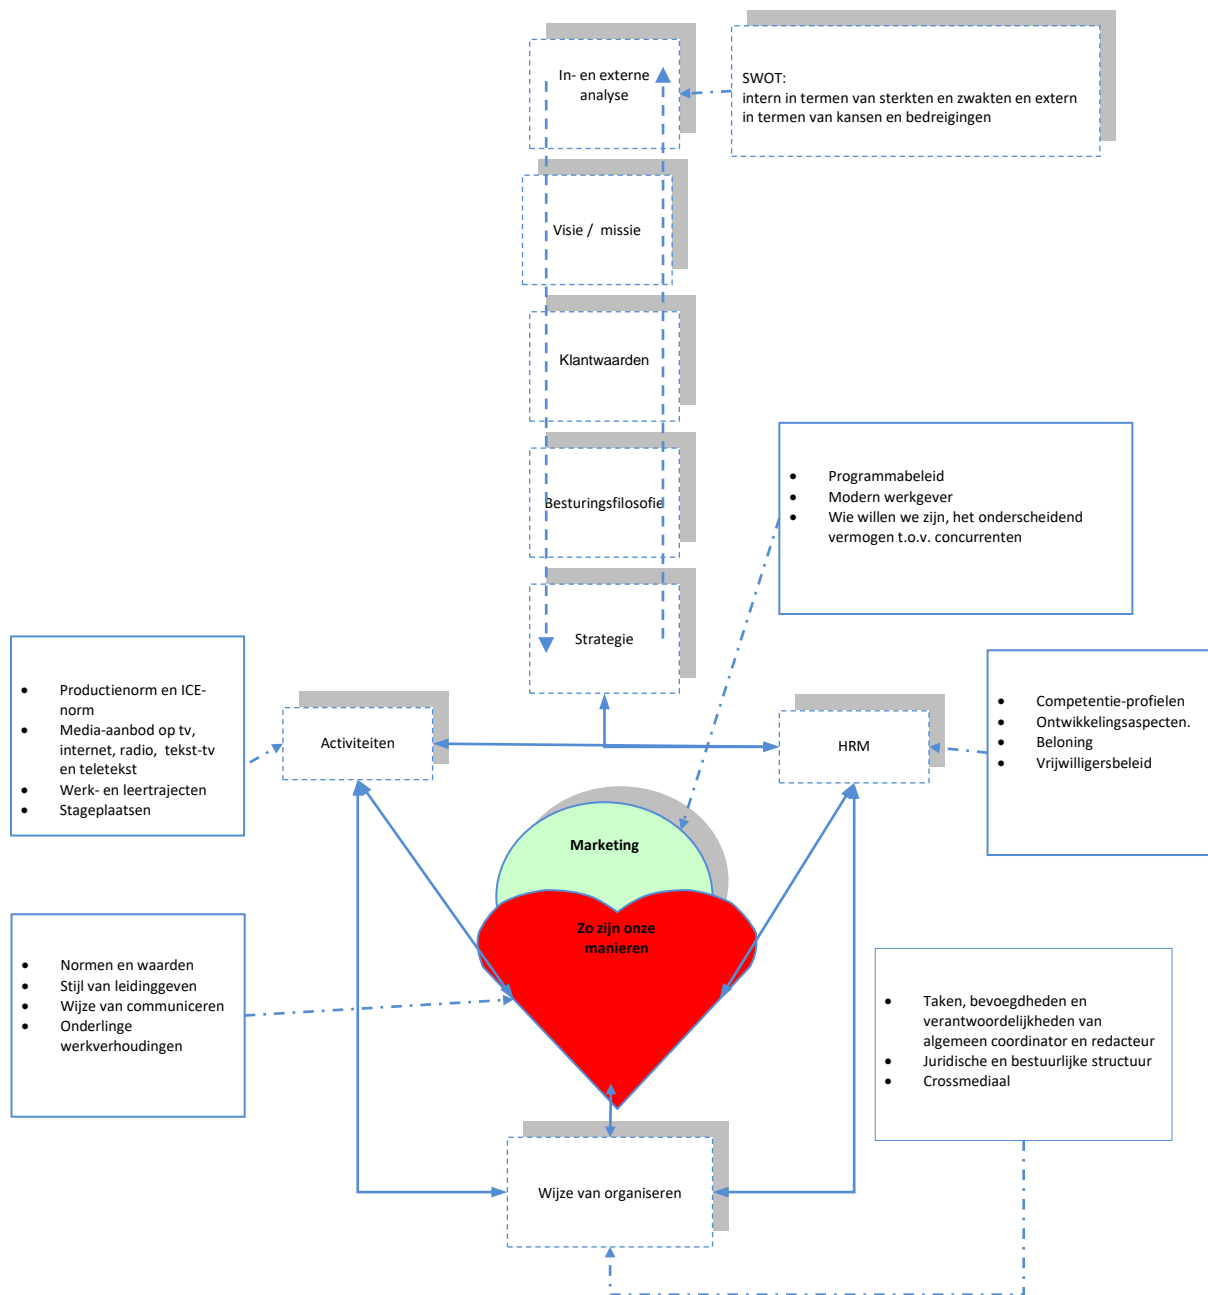 In- en externe
analyse
SWOT:
intern in termen van sterkten en zwakten en extern
in termen van kansen en bedreigingen
Visie / missie
Klantwaarden
Besturingsfilosofie
• Programmabeleid
• Modern werkgever
• Wie willen we zijn, het onderscheidend
vermogen t.o.v. concurrenten
Strategie
• Productienorm en ICE-
norm
• Media-aanbod op tv,
internet, radio, tekst-tv
en teletekst
• Werk- en leertrajecten
• Stageplaatsen
Activiteiten
HRM
• Competentie-profielen
• Ontwikkelingsaspecten.
• Beloning
• Vrijwilligersbeleid
Marketing
Zo zijn onze
manieren
• Normen en waarden
• Stijl van leidinggeven
• Wijze van communiceren
• Onderlinge
werkverhoudingen
• Taken, bevoegdheden en
verantwoordelijkheden van
algemeen coordinator en redacteur
• Juridische en bestuurlijke structuur
• Crossmediaal
Wijze van organiseren